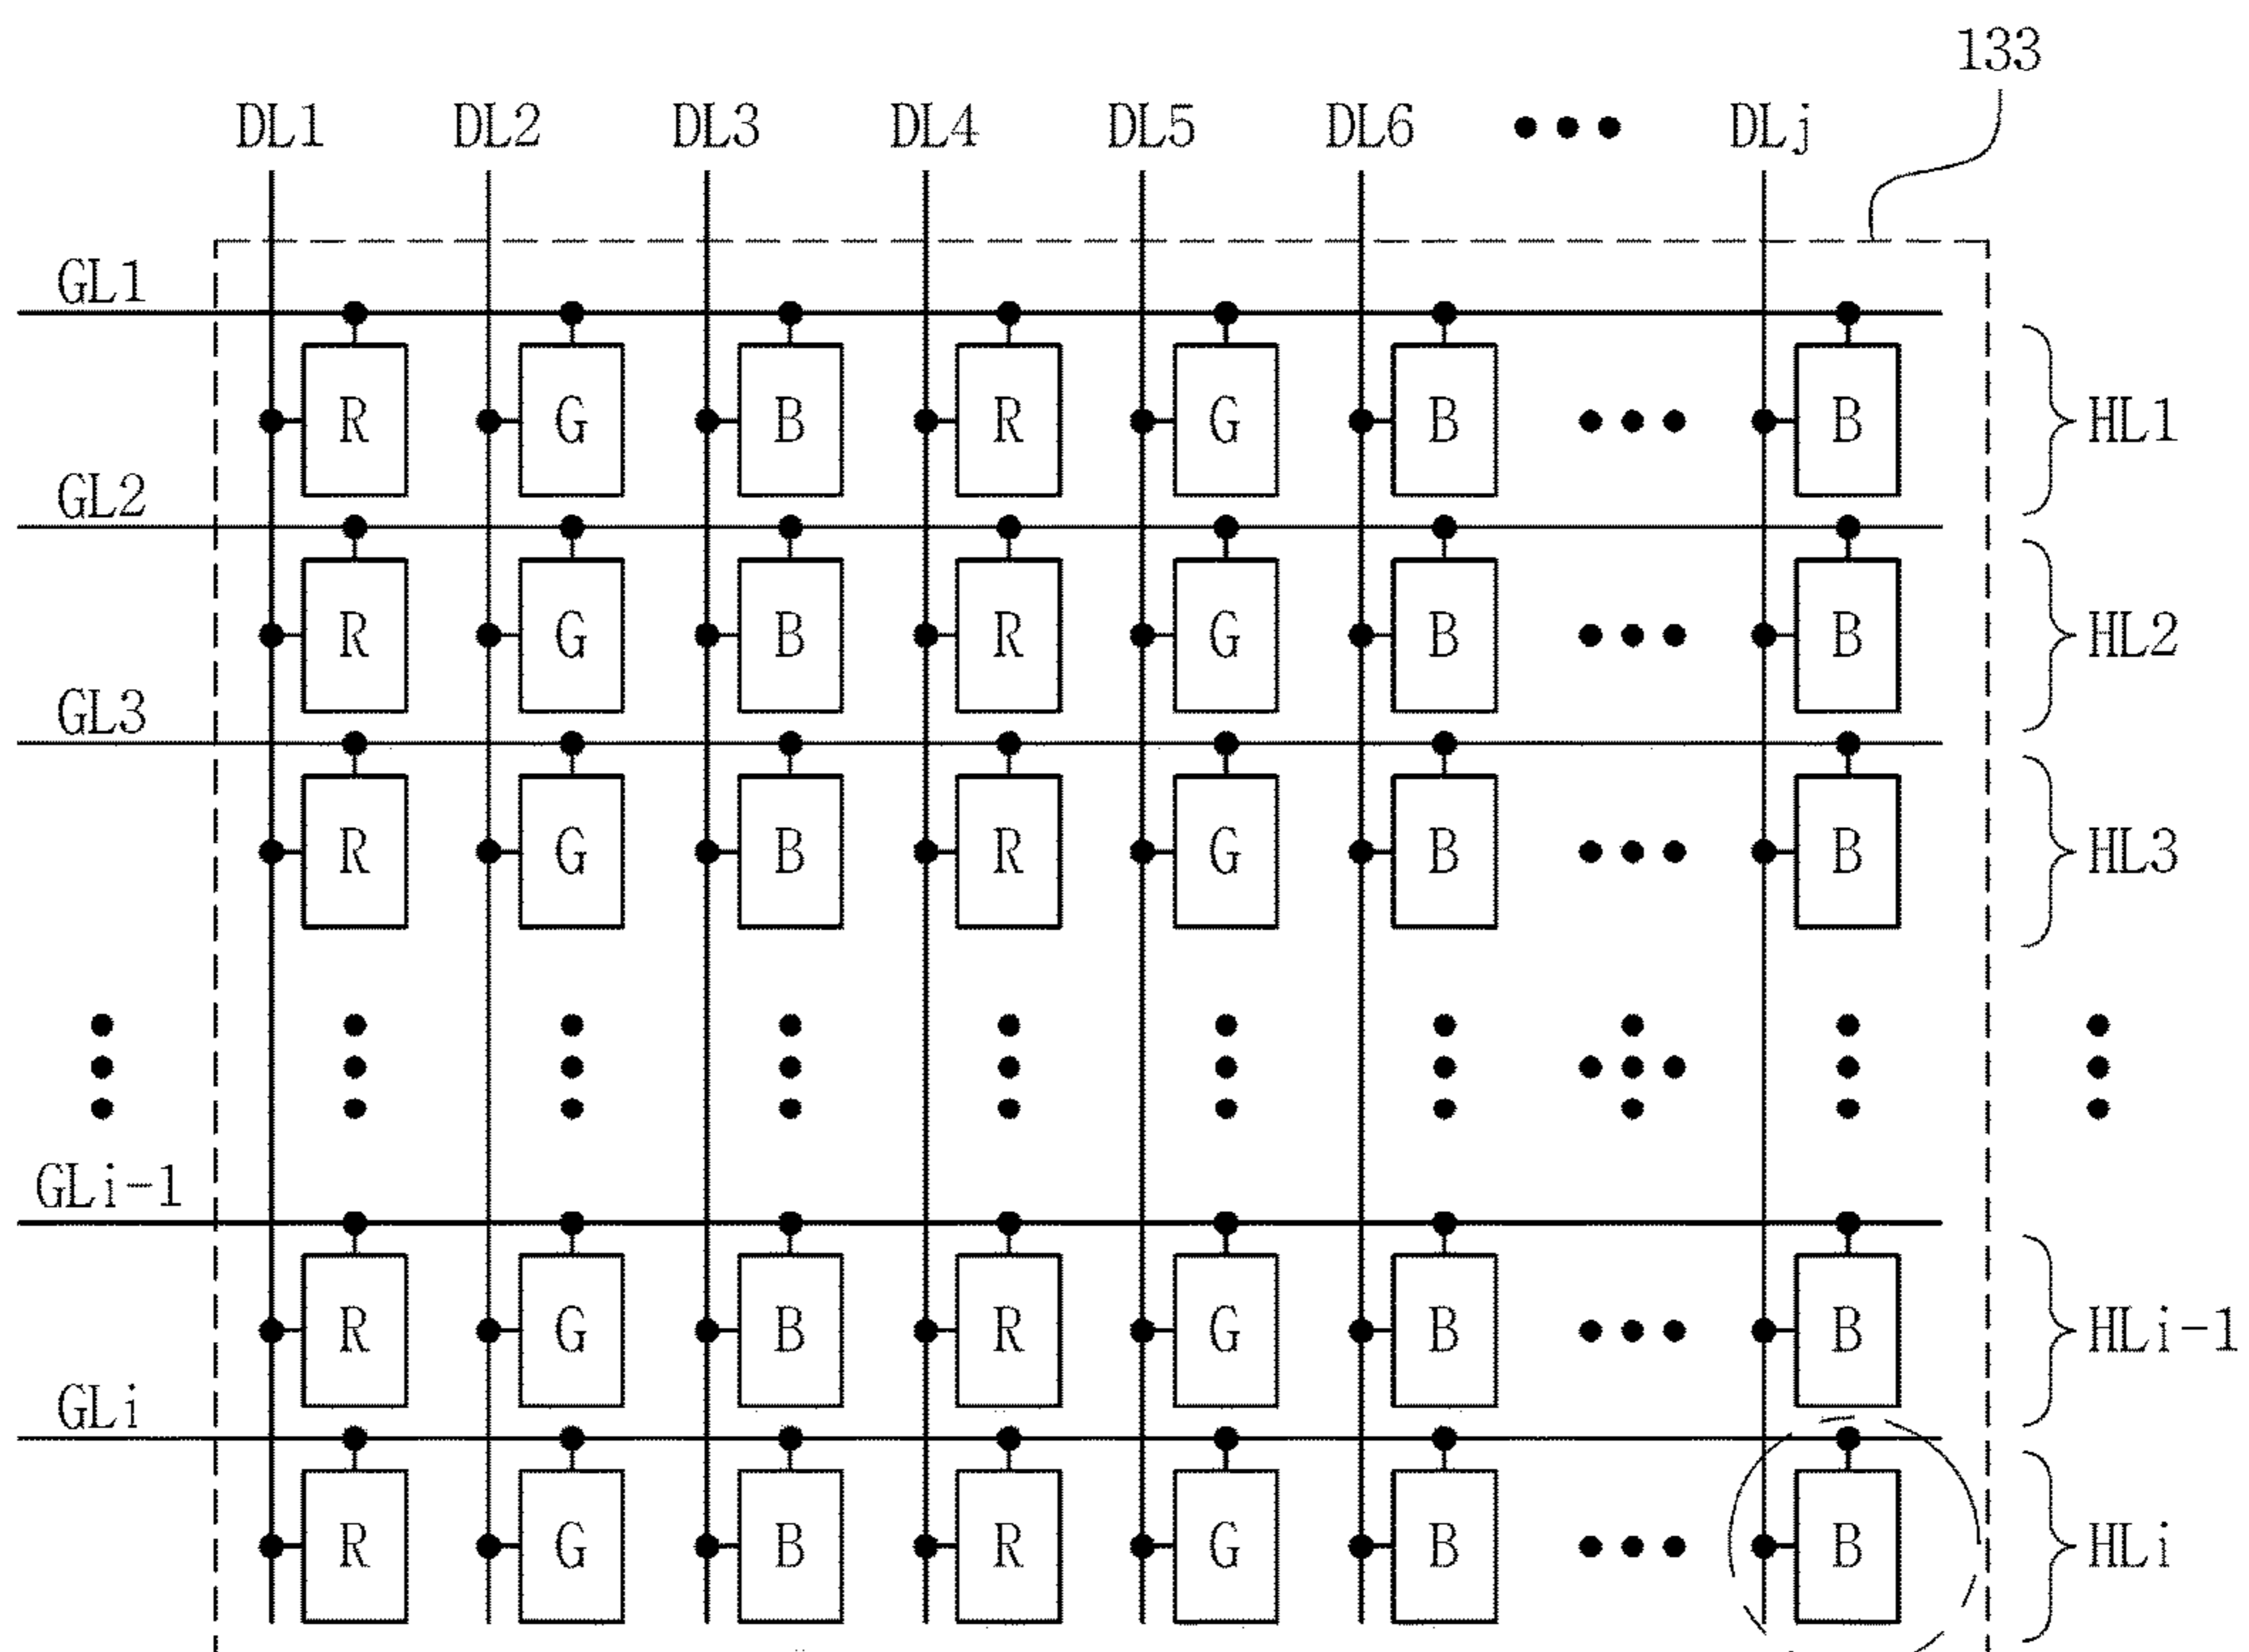 133
DL1 DL2 DL3 DL4 DL5 DL6 ••• DLj
GL1
R G B R G B ••• B HL1
GL2
R G B R G B ••• B HL2
GL3
R G B R G B ••• B HL3
GLi-1
R G B R G B ••• B HLi-1
GLi
R G B R G B ••• B HLi